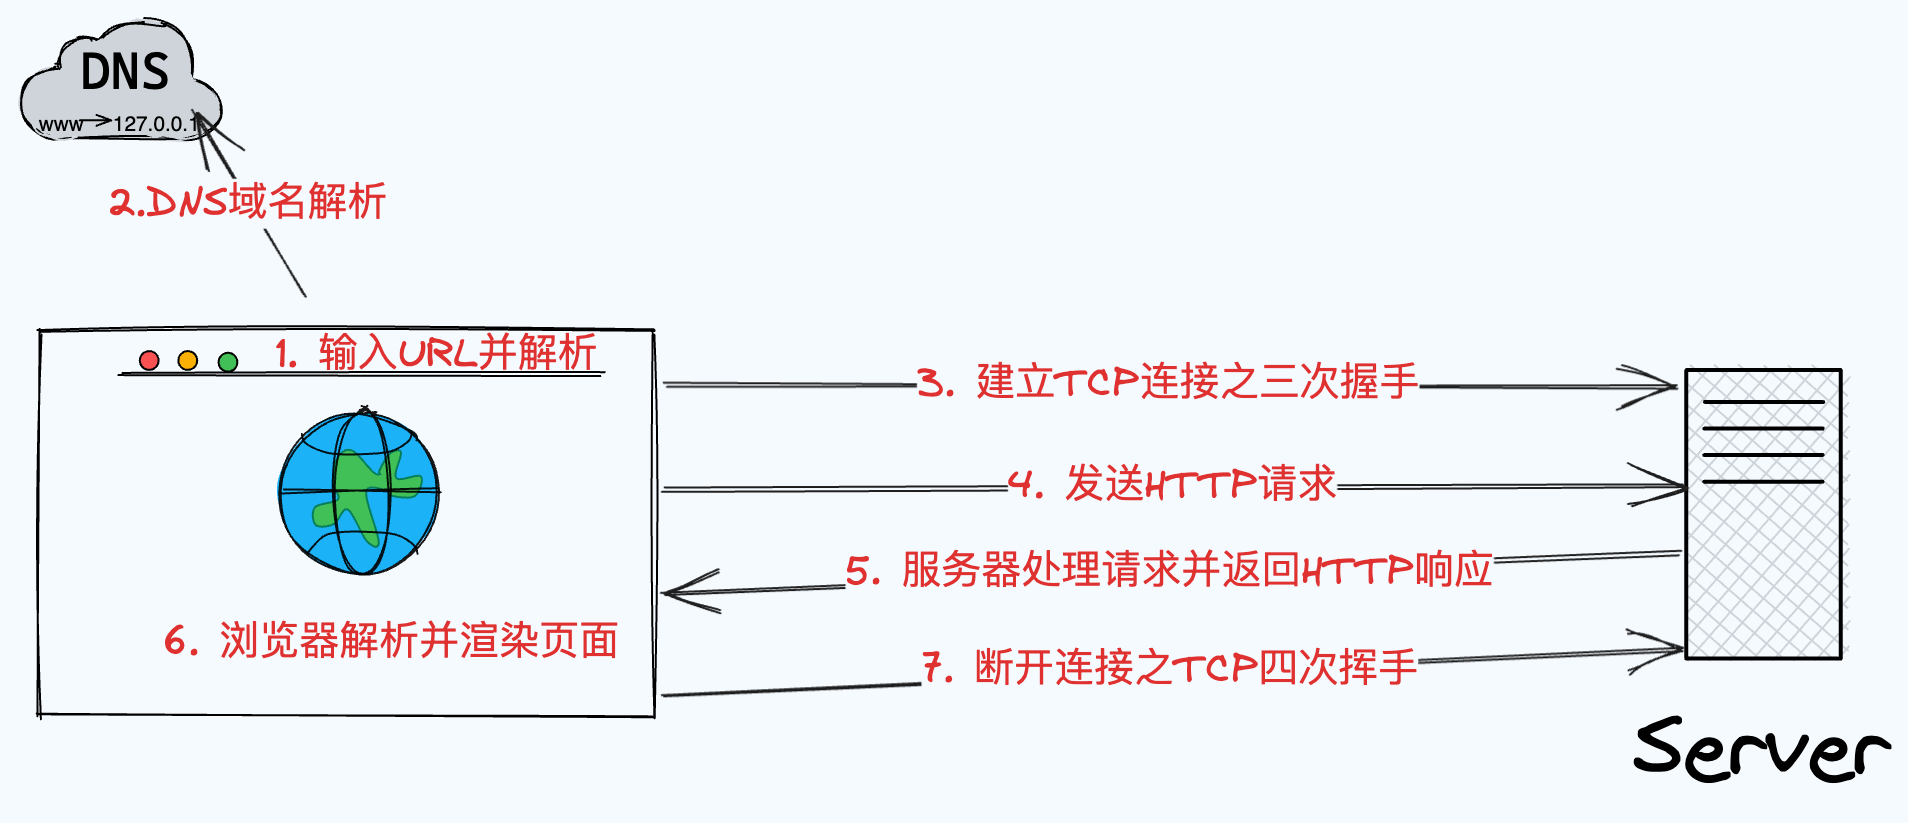 DNS
www→127.0.0.1
2.DNS域名解析
1. 输入URL并解析
3. 建立TCP连接之三次握手
4. 发送HTTP请求
5. 服务器处理请求并返回HTTP响应
6. 浏览器解析并渲染页面
7. 断开连接之TCP四次挥手
Server